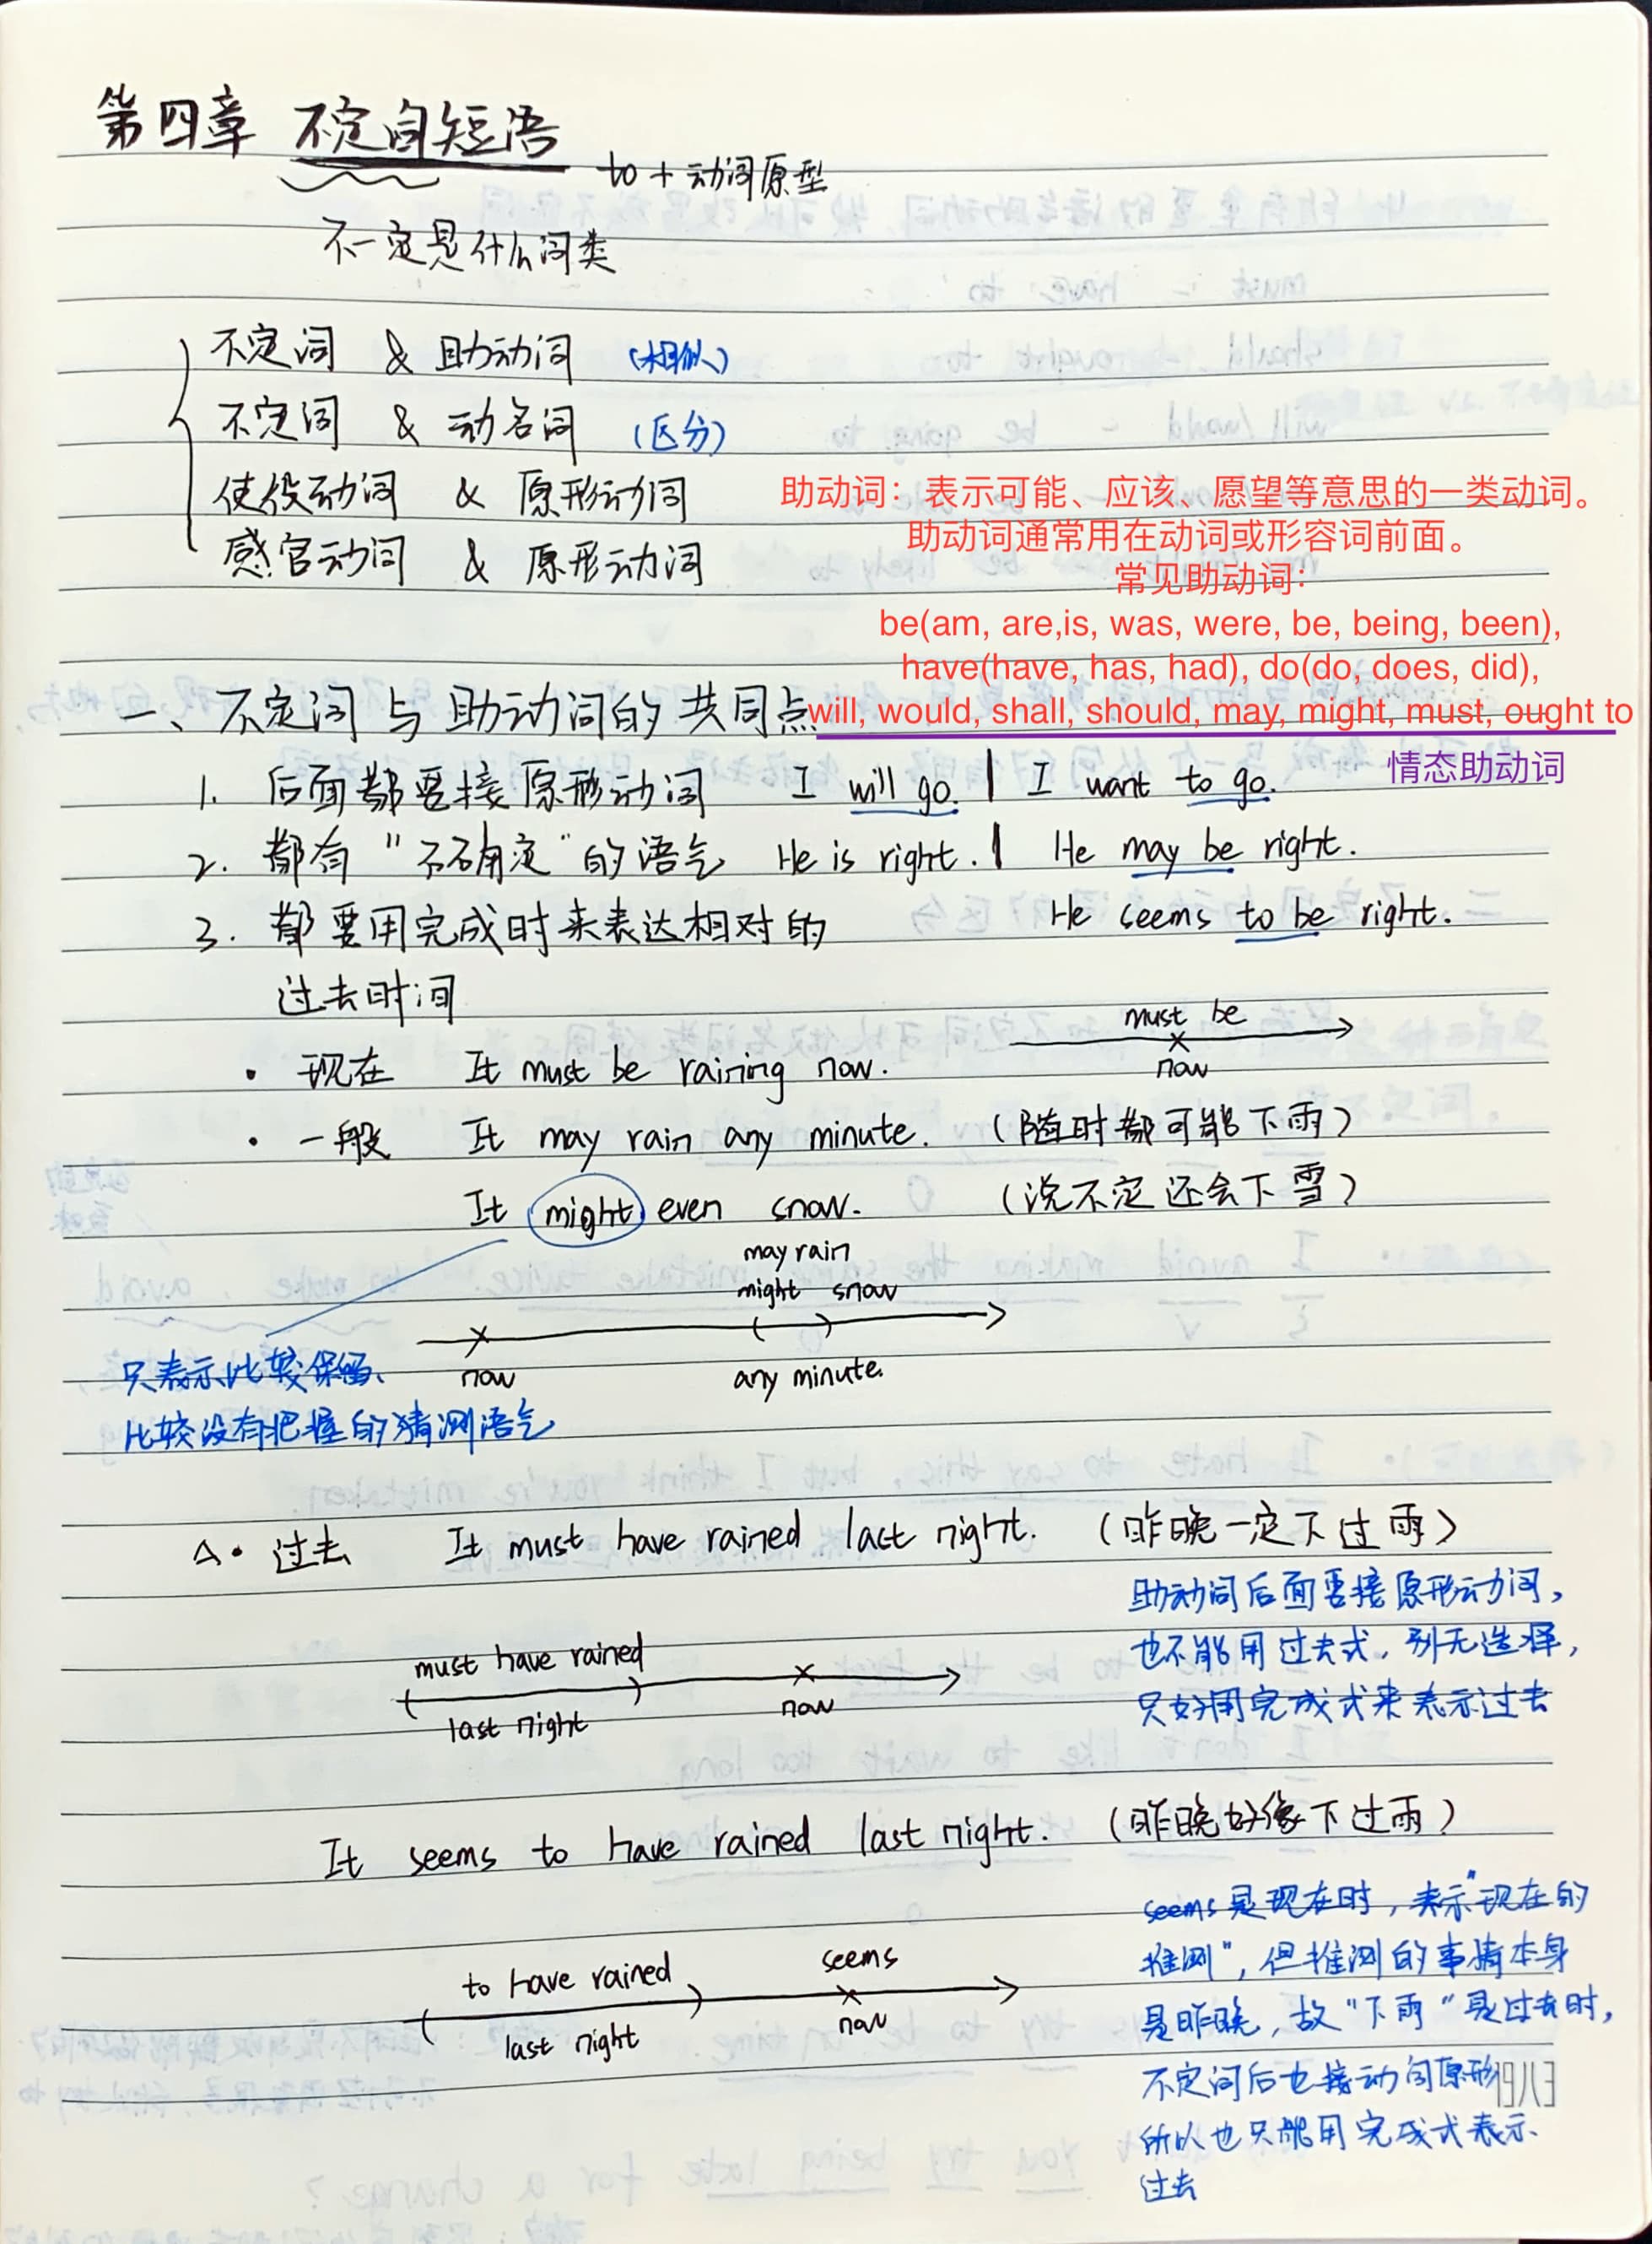 第四章 不定词短语
to + 动词原型
不一定是什么词类
不定词 & 助动词 (相似)
不定词 & 动名词 (区分)
使役动词 & 原形动词
感官动词 & 原形动词
助动词：表示可能、应该、愿望等意思的一类动词。
助动词通常用在动词或形容词前面。
常见助动词：
be(am, are,is, was, were, be, being, been),
have(have, has, had), do(do, does, did),
will, would, shall, should, may, might, must, ought to
情态助动词
一、不定词与助动词的共同点
1. 后面都要接原形动词 I will go. | I want to go.
2. 都有"不确定"的语气 He is right. | He may be right.
3. 都要用完成时来表达相对的 He seems to be right.
过去时间
must be
now
· 现在 It must be raining now.
· 一般 It may rain any minute. (随时都可能下雨)
It might even snow. (说不定还会下雪)
may rain
might snow
now any minute.
只表示比较保留、
比较没有把握的猜测语气
△· 过去 It must have rained last night. (昨晚一定下过雨)
助动词后面要接原形动词，
也不能用过去式，别无选择，
只好用完成式来表示过去
must have rained
last night now
It seems to have rained last night. (昨晚好像下过雨)
seems是现在时，表示"现在的
推测"，但推测的事情本身
是昨晚，故"下雨"是过去时，
不定词后也接动词原形
所以也只能用完成式表示
过去
to have rained seems
last night now